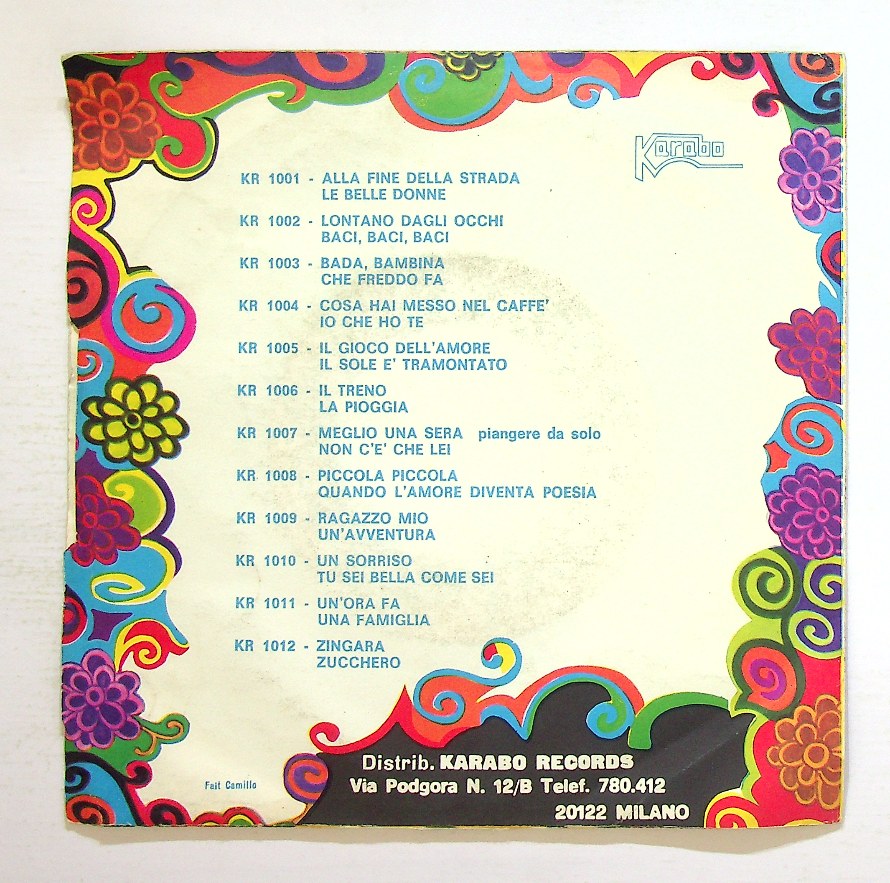 Karabo
KR 1001 - ALLA FINE DELLA STRADA
LE BELLE DONNE
KR 1002 - LONTANO DAGLI OCCHI
BACI, BACI, BACI
KR 1003 - BADA, BAMBINA
CHE FREDDO FA
KR 1004 - COSA HAI MESSO NEL CAFFE'
IO CHE HO TE
KR 1005 - IL GIOCO DELL'AMORE
IL SOLE E' TRAMONTATO
KR 1006 - IL TRENO
LA PIOGGIA
KR 1007 - MEGLIO UNA SERA piangere da solo
NON C'E' CHE LEI
KR 1008 - PICCOLA PICCOLA
QUANDO L'AMORE DIVENTA POESIA
KR 1009 - RAGAZZO MIO
UN'AVVENTURA
KR 1010 - UN SORRISO
TU SEI BELLA COME SEI
KR 1011 - UN'ORA FA
UNA FAMIGLIA
KR 1012 - ZINGARA
ZUCCHERO
Distrib. KARABO RECORDS
Via Podgora N. 12/B Telef. 780.412
20122 MILANO
Fait Camillo